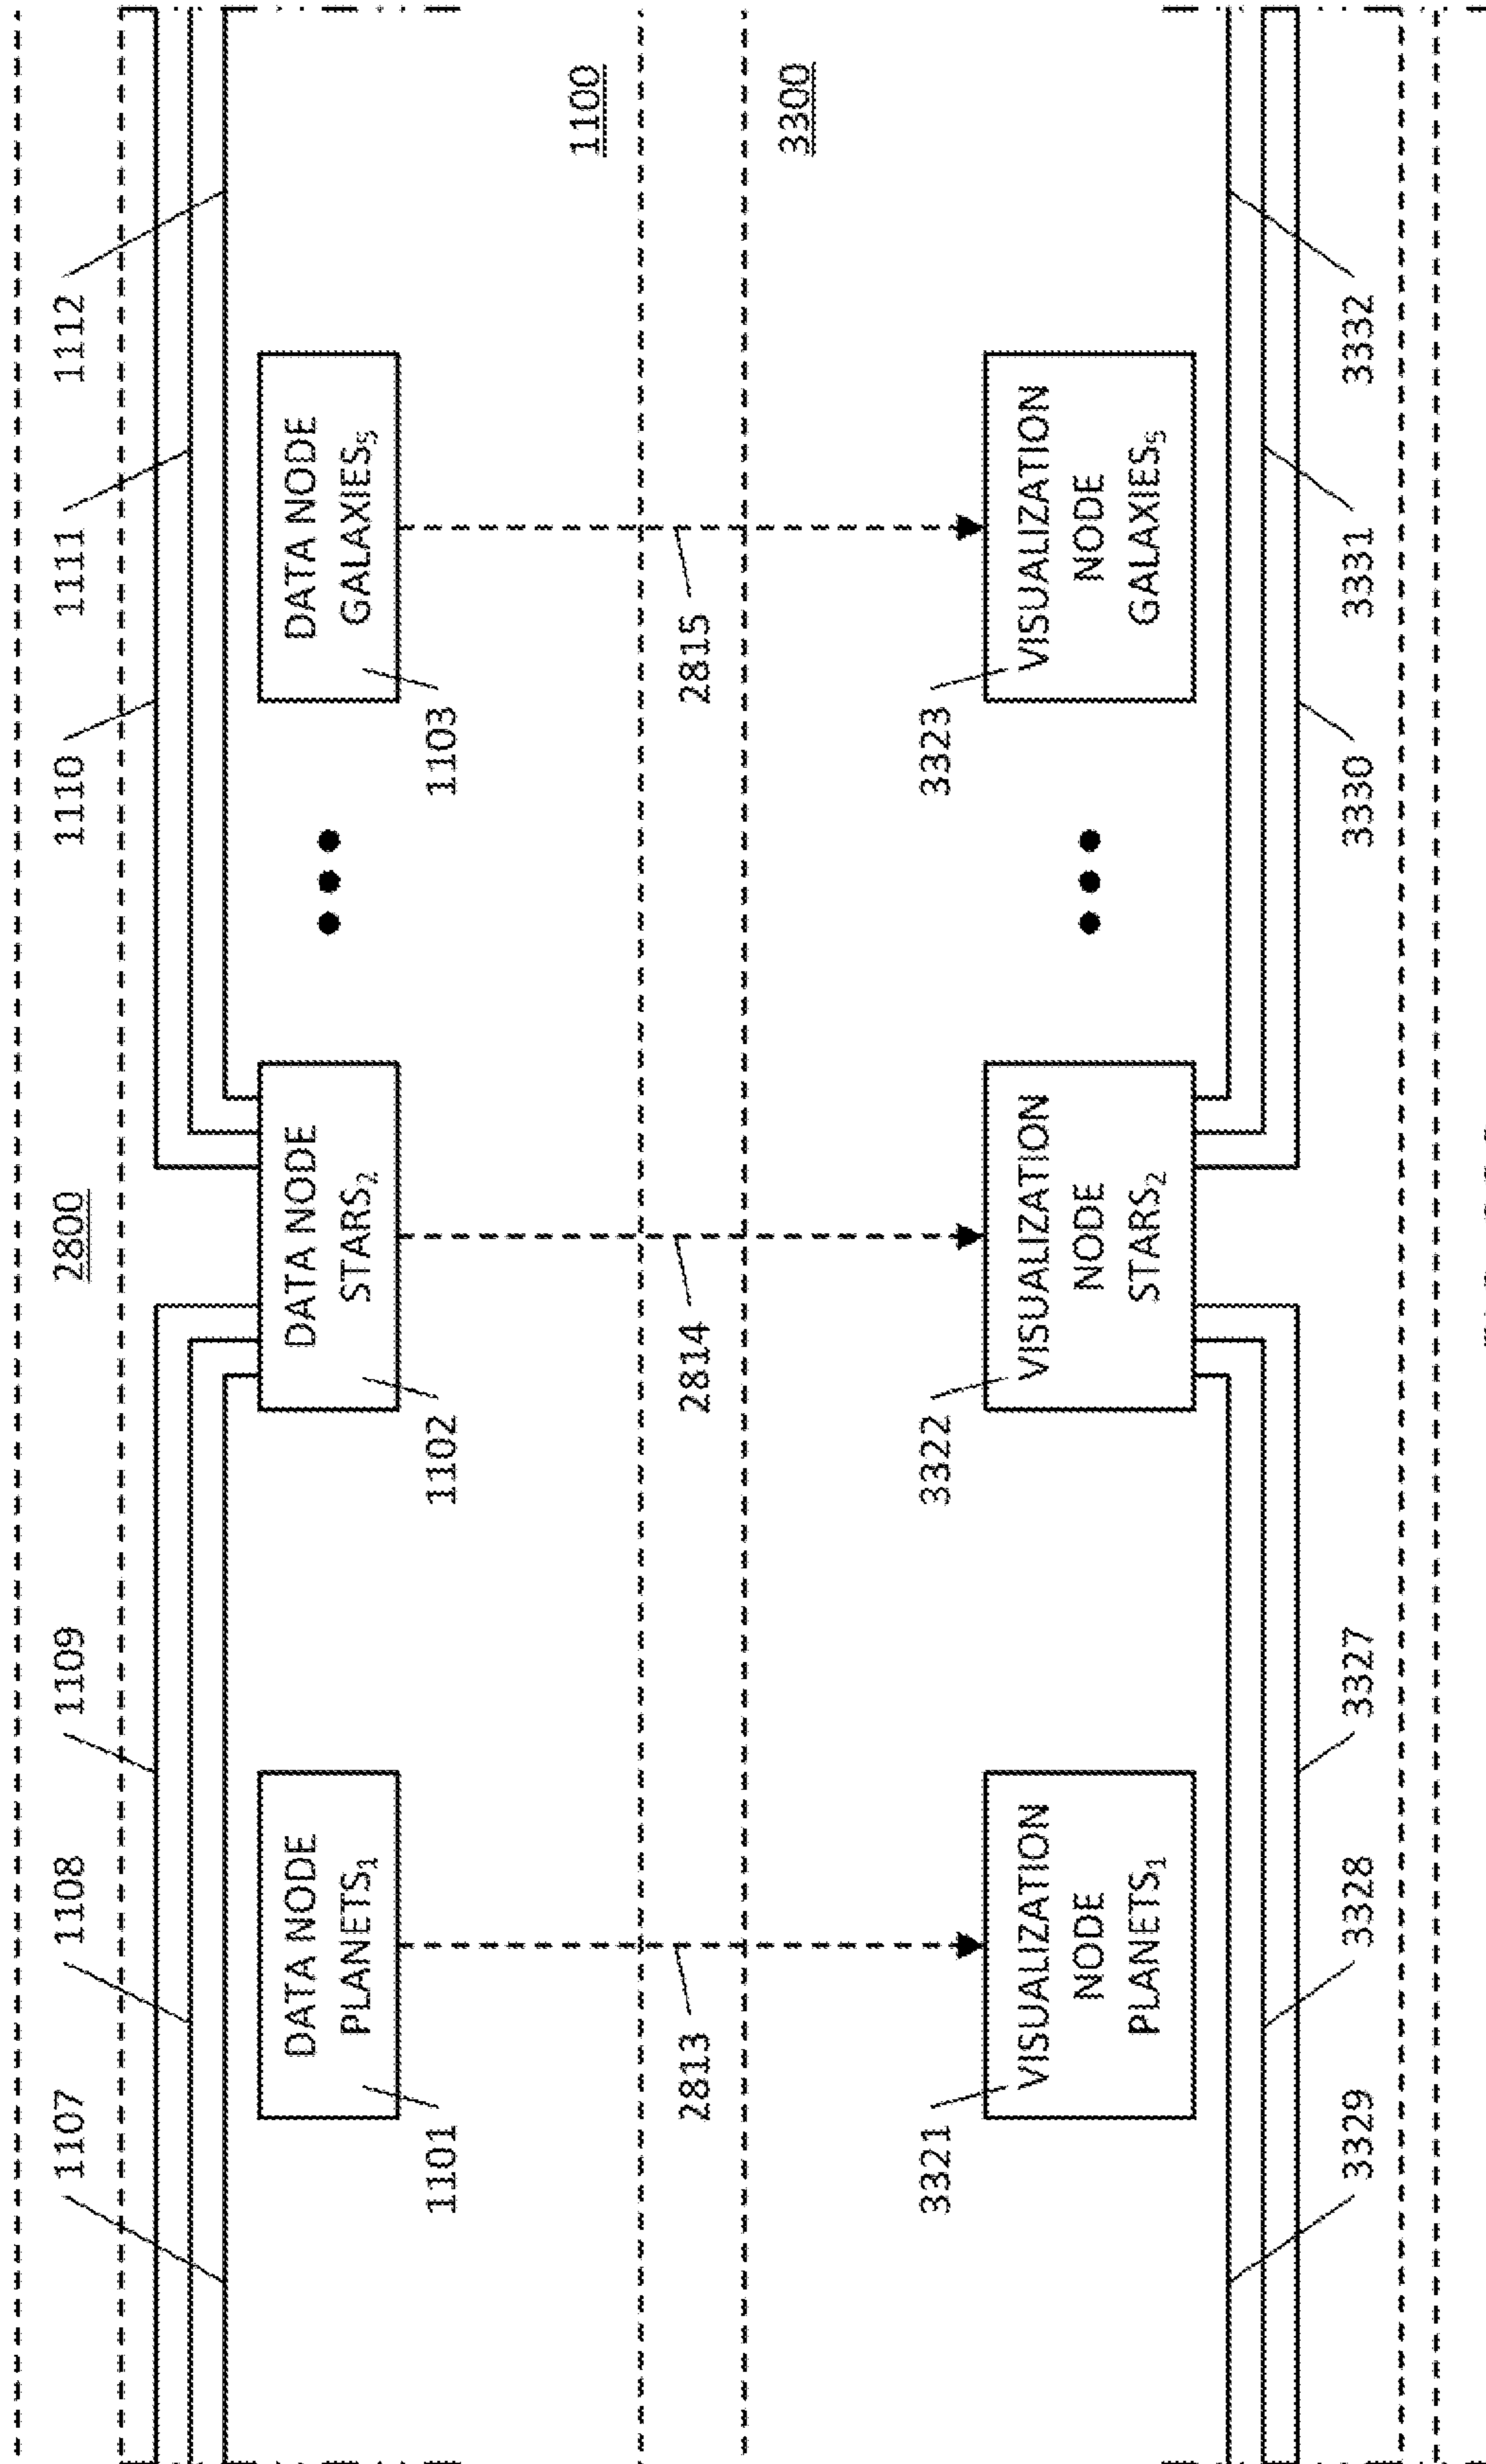 2800
1107
1108
1109
1110
1111
1112
DATA NODE
PLANETS₁
DATA NODE
STARS₂
DATA NODE
GALAXIES₅
1101
1102
1103
1100
2813
2814
2815
3300
3321
3322
3323
VISUALIZATION
NODE
PLANETS₁
VISUALIZATION
NODE
STARS₂
VISUALIZATION
NODE
GALAXIES₅
3329
3328
3327
3330
3331
3332